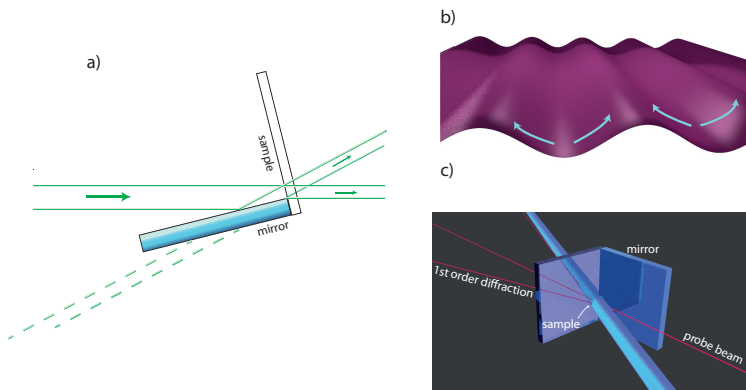 a)
sample
mirror
b)
c)
mirror
1st order diffraction
sample
probe beam